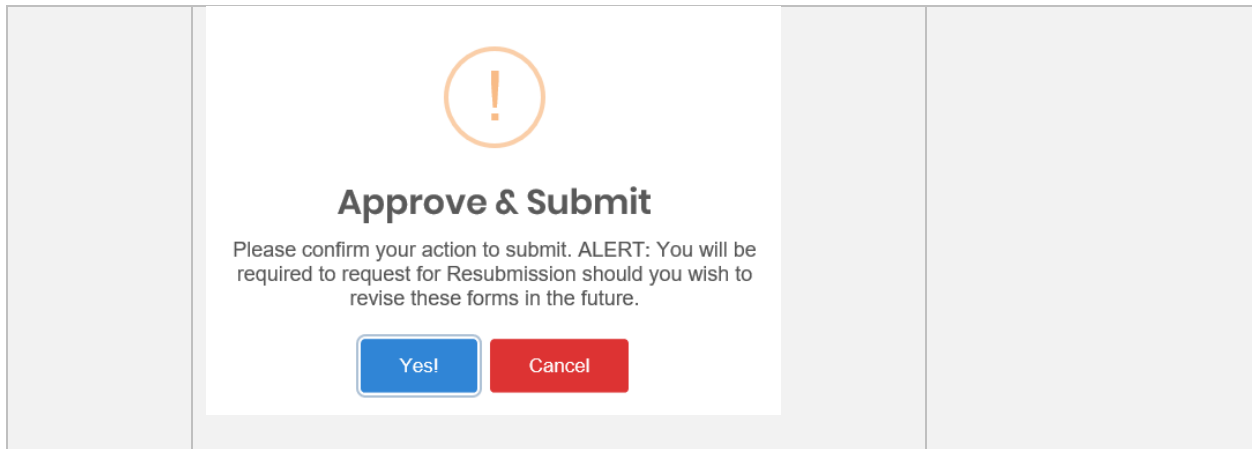 !
Approve & Submit
Please confirm your action to submit. ALERT: You will be
required to request for Resubmission should you wish to
revise these forms in the future.
Yes! Cancel